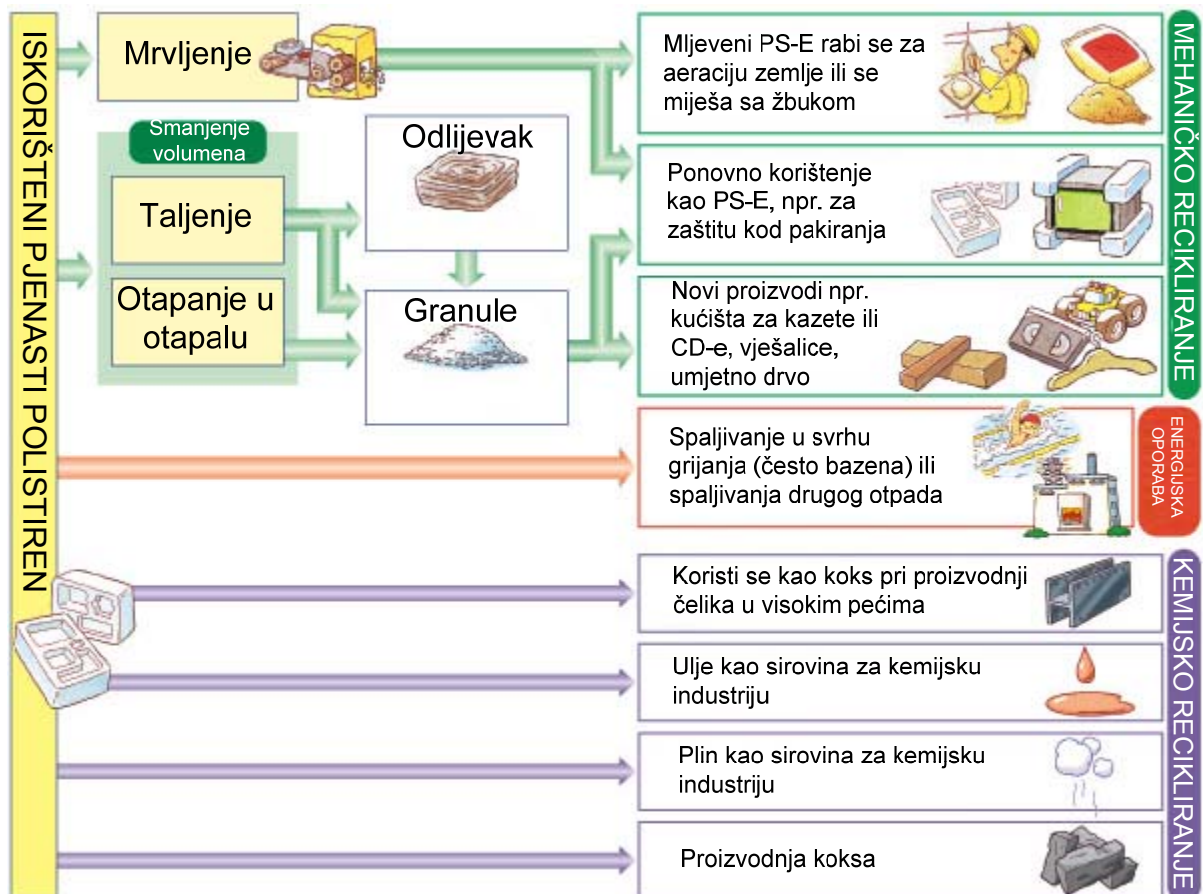 ISKORIŠTENI PJENASTI POLISTIREN
Mrvljenje
Smanjenje
volumena
Taljenje
Otapanje u
otapalu
Odlijevak
Granule
Mljeveni PS-E rabi se za
aeraciju zemlje ili se
miješa sa žbukom
Ponovno korištenje
kao PS-E, npr. za
zaštitu kod pakiranja
Novi proizvodi npr.
kućišta za kazete ili
CD-e, vješalice,
umjetno drvo
MEHANIČKO RECIKLIRANJE
Spaljivanje u svrhu
grijanja (često bazena) ili
spaljivanja drugog otpada
ENERGIJSKA
OPORABA
Koristi se kao koks pri proizvodnji
čelika u visokim pećima
Ulje kao sirovina za kemijsku
industriju
Plin kao sirovina za kemijsku
industriju
Proizvodnja koksa
KEMIJSKO RECIKLIRANJE